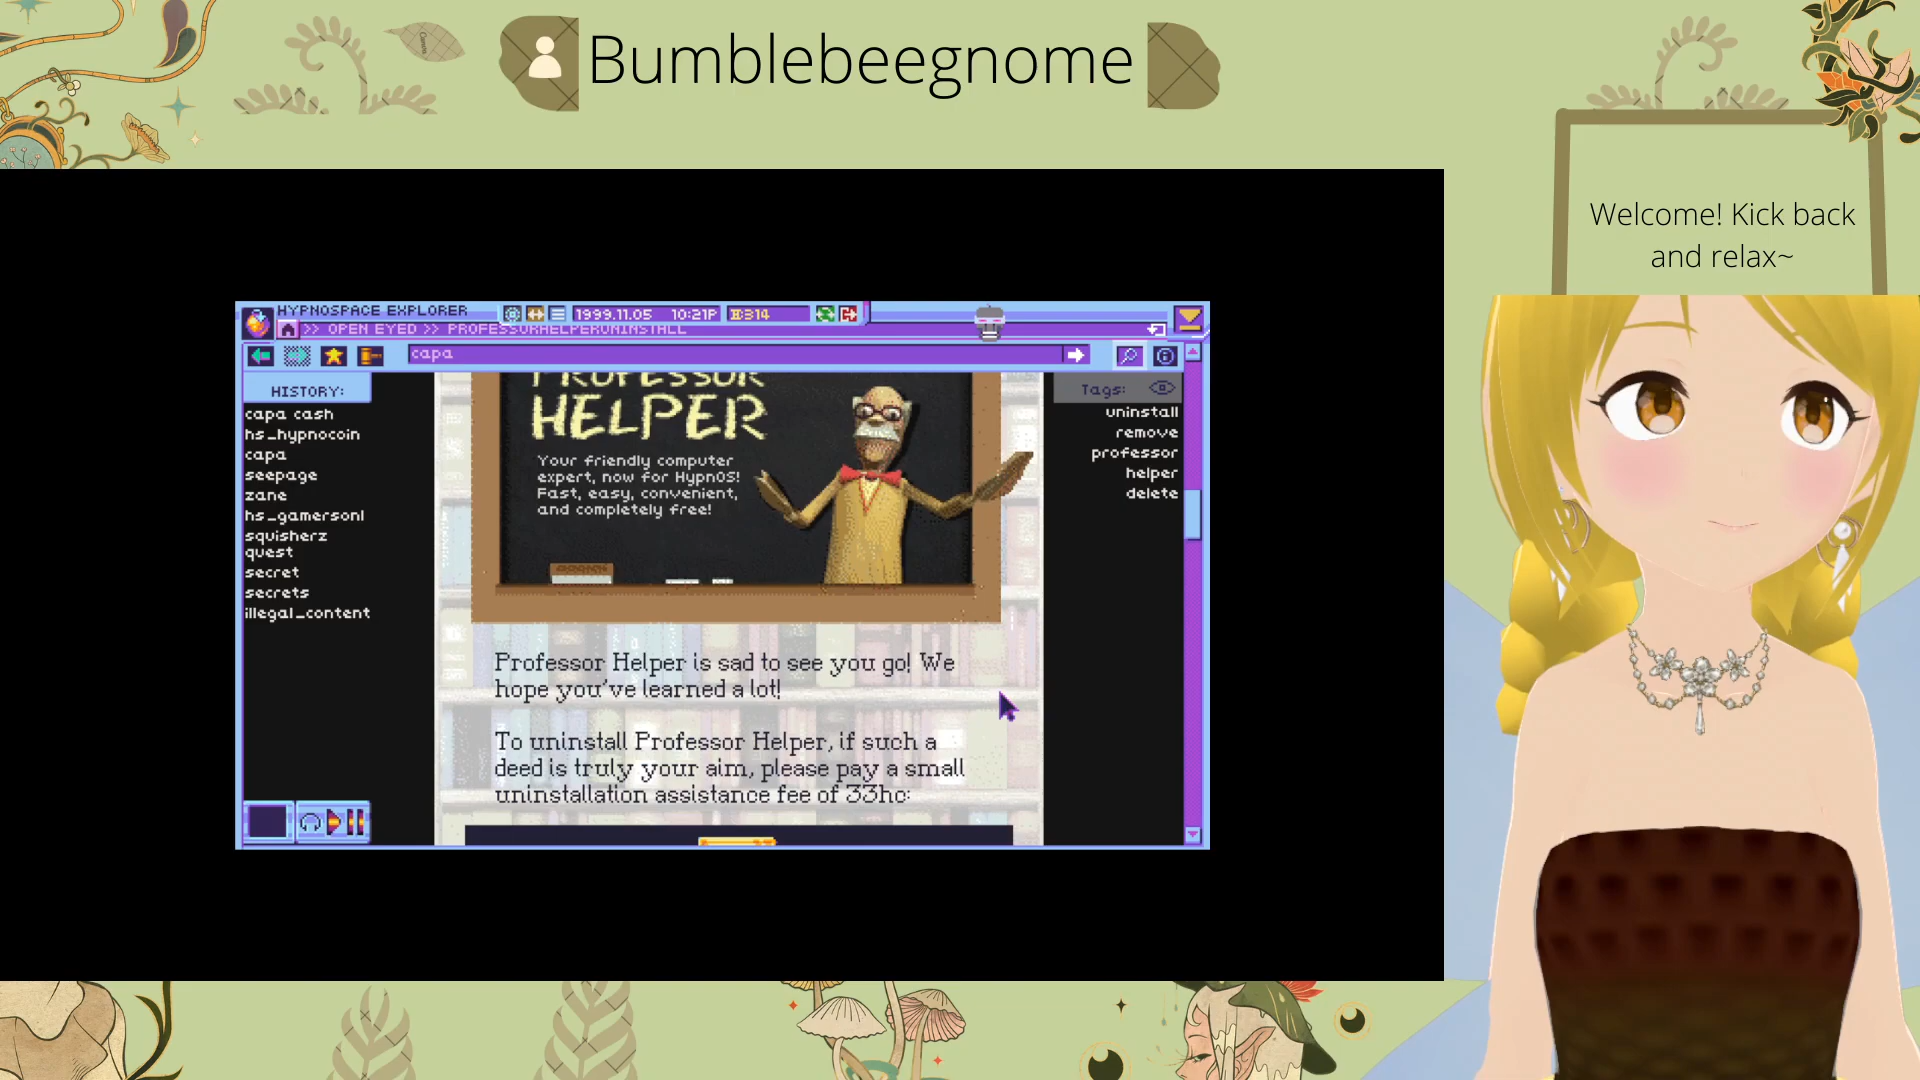 Bumblebeegnome
Welcome! Kick back
and relax~
HYPNOSPACE EXPLORER
1999.11.05 10:21P
314
>> OPEN EYED >> PROFESSORHELPERUNINSTALL
capa
HISTORY:
capa cash
hs_hypnocoin
capa
seepage
zane
hs_gamersonl
squisherz
quest
secret
secrets
illegal_content
PROFESSOR
HELPER
Your friendly computer
expert, now for HypnOS!
Fast, easy, convenient,
and completely free!
Professor Helper is sad to see you go! We
hope you've learned a lot!
To uninstall Professor Helper, if such a
deed is truly your aim, please pay a small
uninstallation assistance fee of 33hc:
Tags:
uninstall
remove
professor
helper
delete